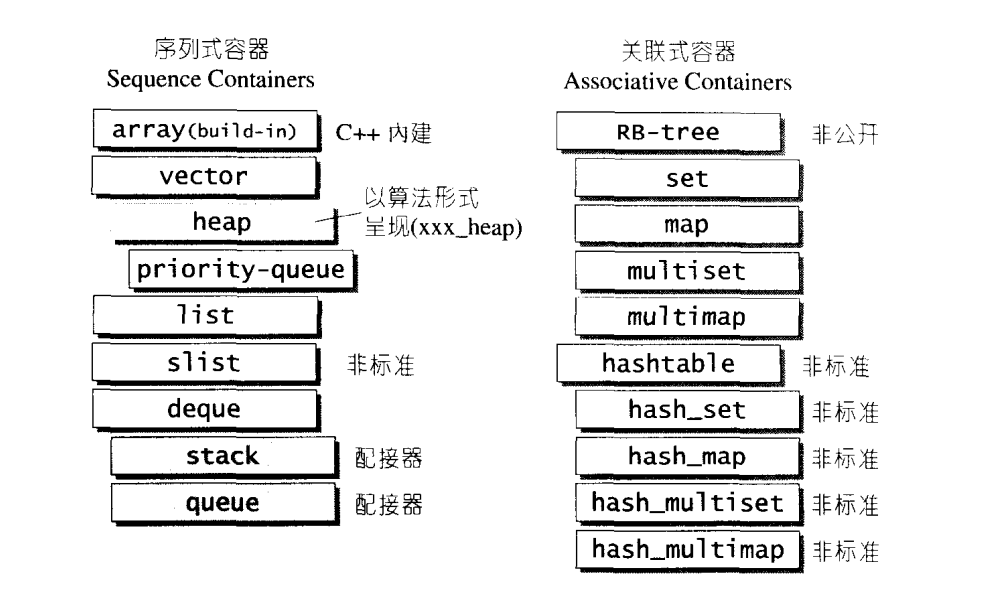 序列式容器
Sequence Containers
array(build-in) C++ 內建
vector
heap 以算法形式
呈现(xxx_heap)
priority-queue
list
slist 非标准
deque
stack 配接器
queue 配接器
关联式容器
Associative Containers
RB-tree 非公开
set
map
multiset
multimap
hashtable 非标准
hash_set 非标准
hash_map 非标准
hash_multiset 非标准
hash_multimap 非标准